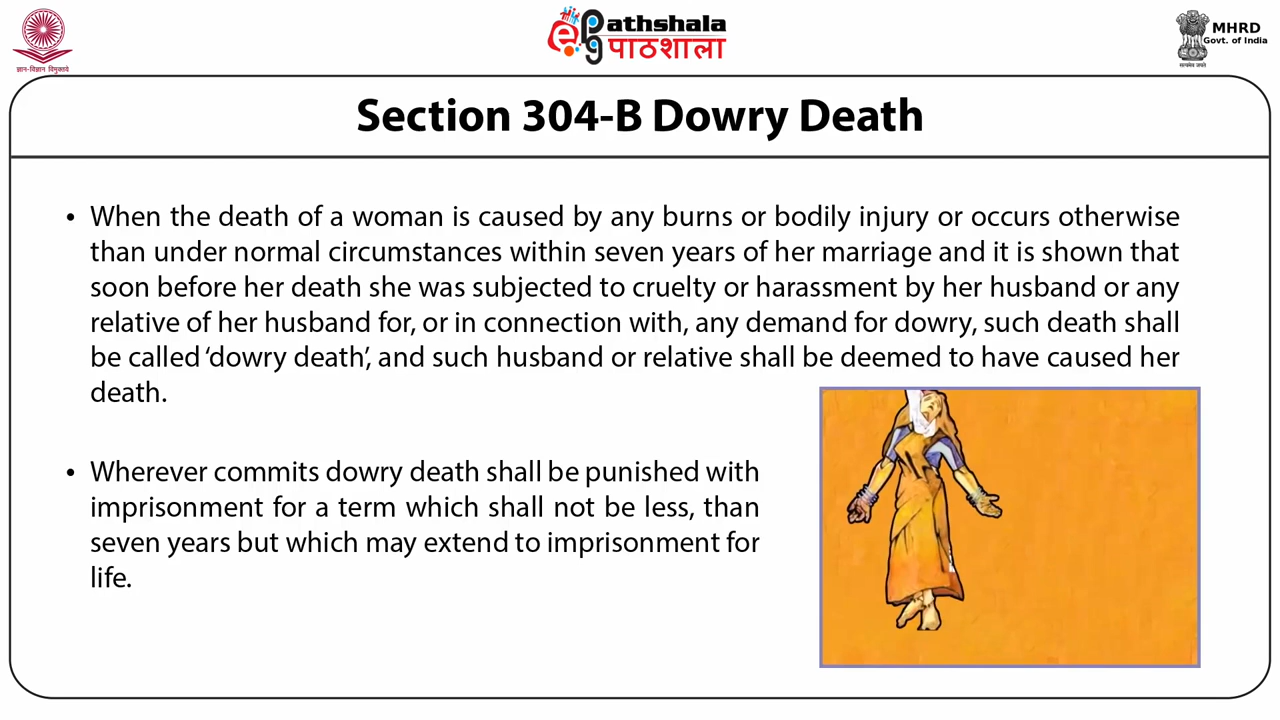 ज्ञान-विज्ञान विमुक्तये
ePathshala
पाठशाला
MHRD
Govt. of India
सत्यमेव जयते
Section 304-B Dowry Death
• When the death of a woman is caused by any burns or bodily injury or occurs otherwise
than under normal circumstances within seven years of her marriage and it is shown that
soon before her death she was subjected to cruelty or harassment by her husband or any
relative of her husband for, or in connection with, any demand for dowry, such death shall
be called ‘dowry death’, and such husband or relative shall be deemed to have caused her
death.
• Wherever commits dowry death shall be punished with
imprisonment for a term which shall not be less, than
seven years but which may extend to imprisonment for
life.